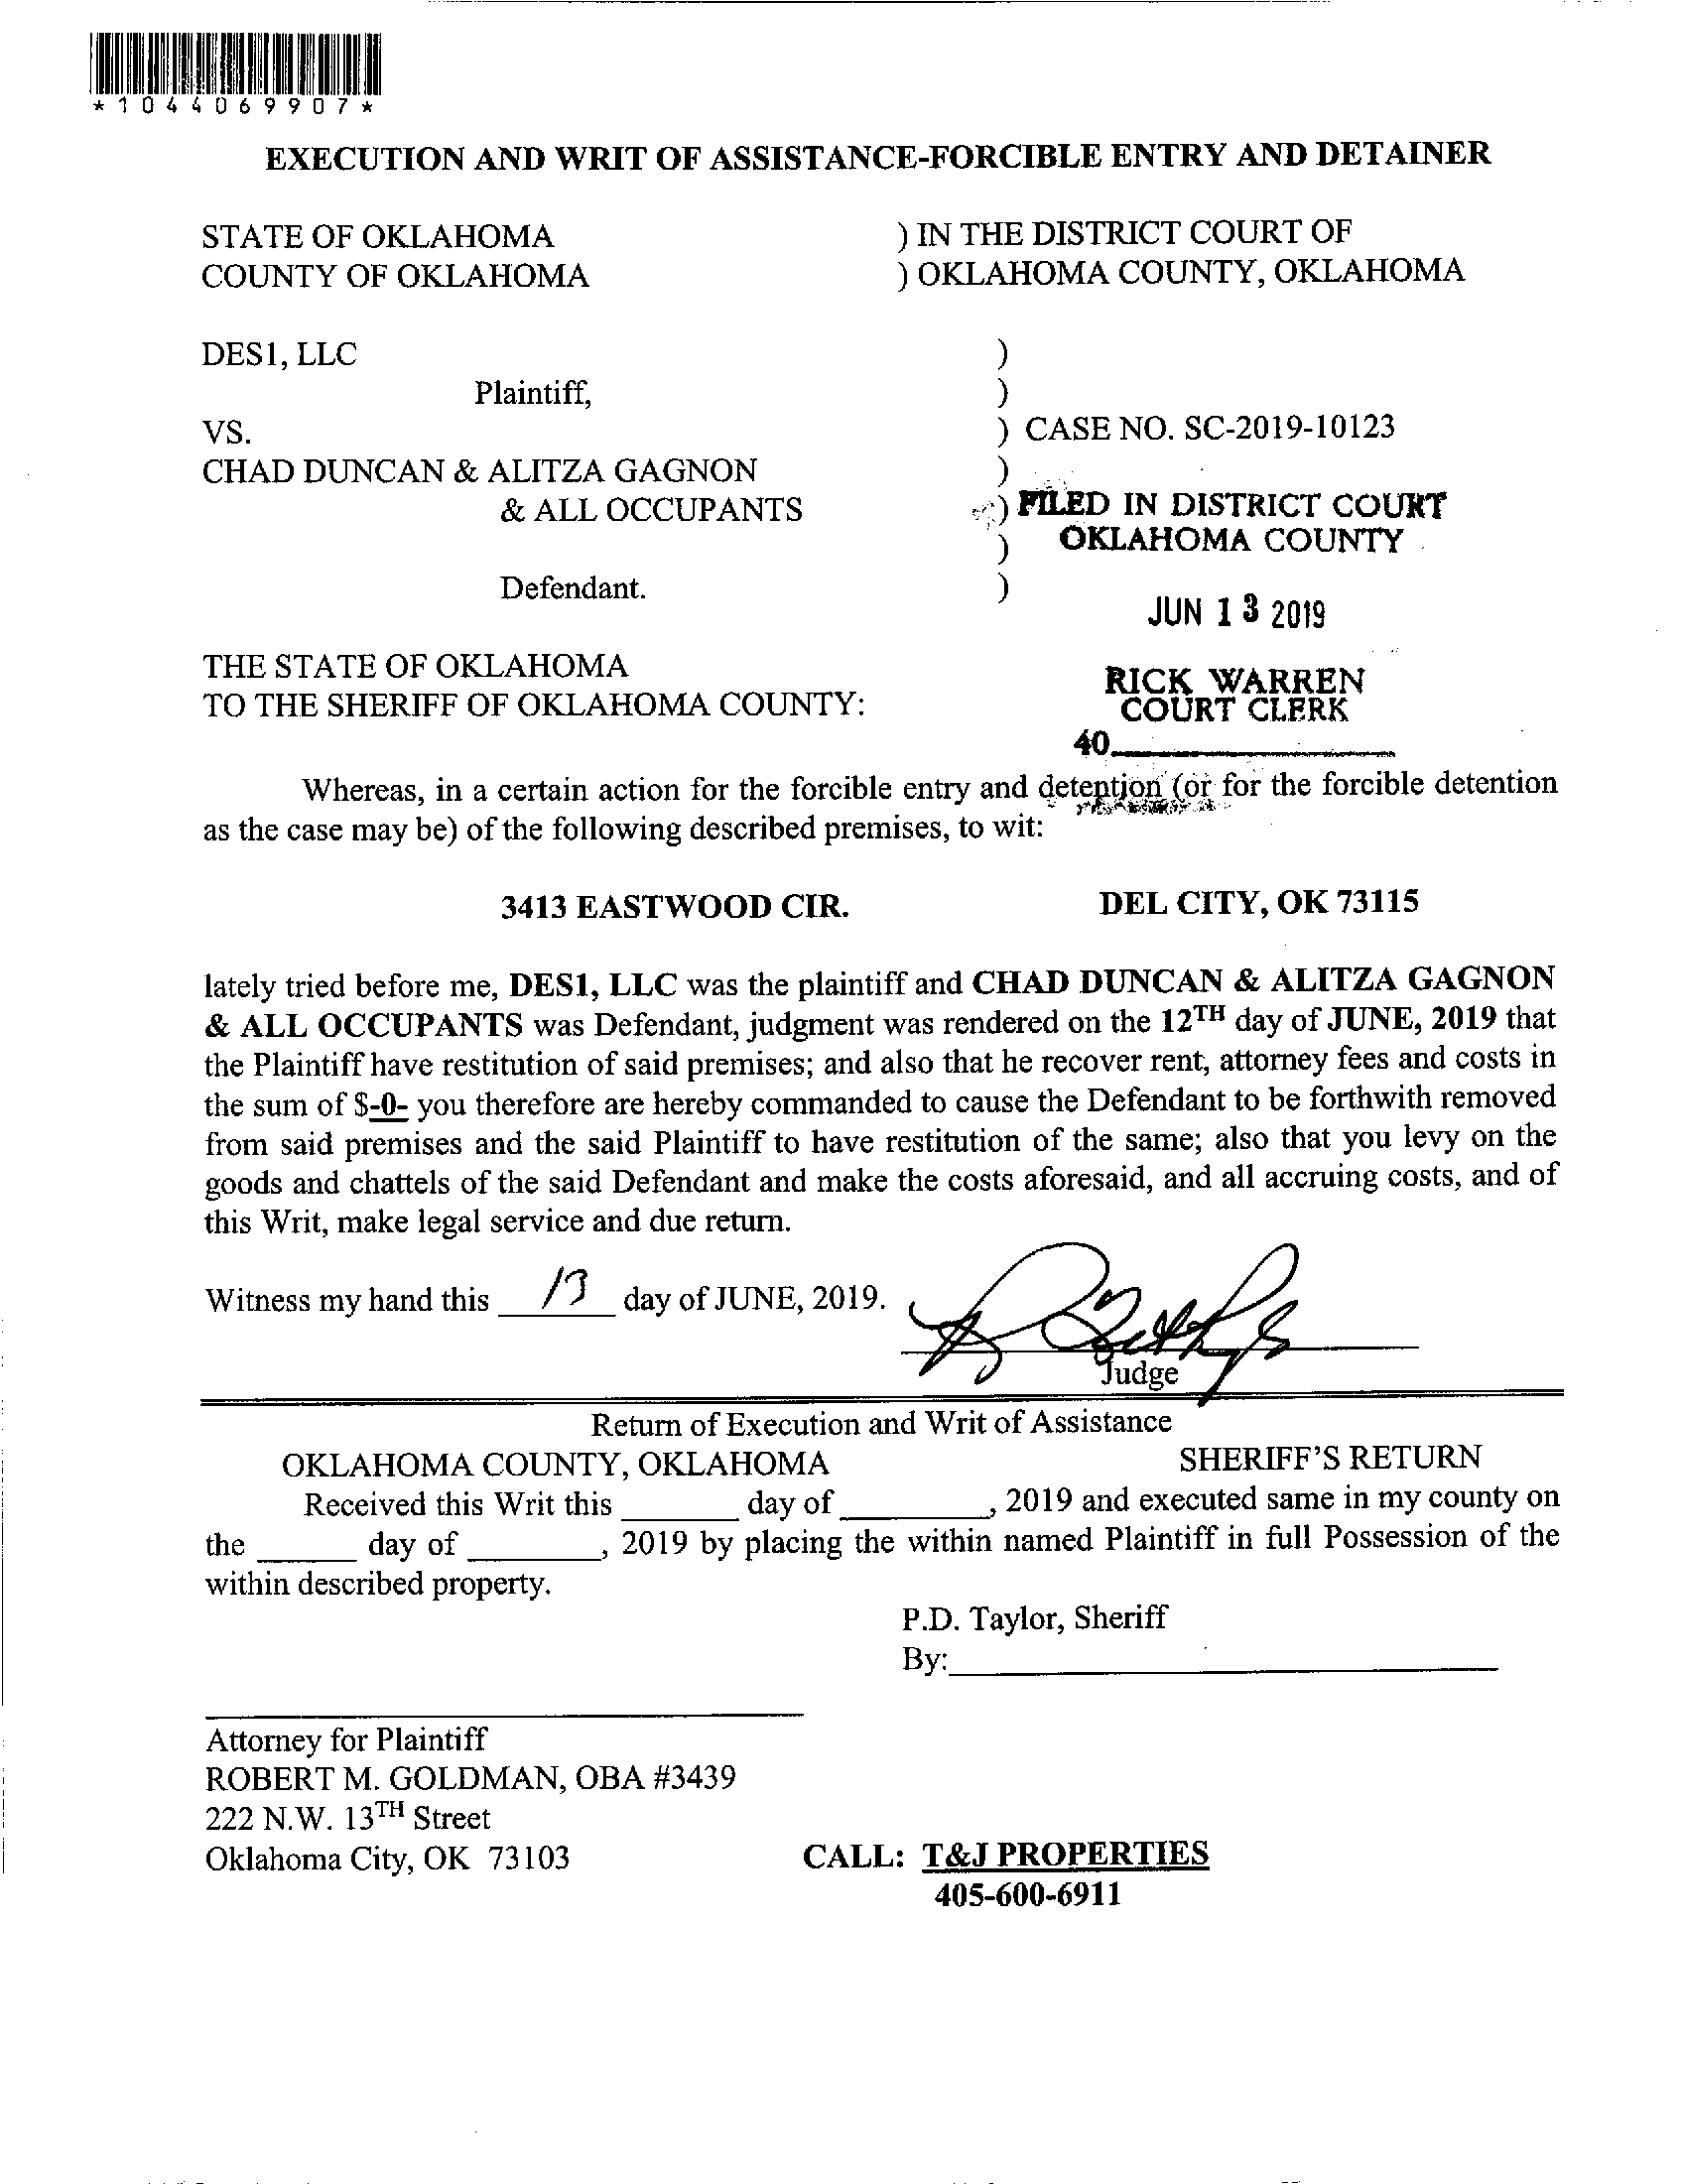 *1044069907*
EXECUTION AND WRIT OF ASSISTANCE-FORCIBLE ENTRY AND DETAINER
STATE OF OKLAHOMA ) IN THE DISTRICT COURT OF
COUNTY OF OKLAHOMA ) OKLAHOMA COUNTY, OKLAHOMA
DES1, LLC )
Plaintiff, )
VS. ) CASE NO. SC-2019-10123
CHAD DUNCAN & ALITZA GAGNON )
& ALL OCCUPANTS ) FILED IN DISTRICT COURT
) OKLAHOMA COUNTY
Defendant. )
JUN 13 2019
THE STATE OF OKLAHOMA
RICK WARREN
TO THE SHERIFF OF OKLAHOMA COUNTY:
COURT CLERK
40
Whereas, in a certain action for the forcible entry and detention (or for the forcible detention
as the case may be) of the following described premises, to wit:
3413 EASTWOOD CIR. DEL CITY, OK 73115
lately tried before me, DES1, LLC was the plaintiff and CHAD DUNCAN & ALITZA GAGNON
& ALL OCCUPANTS was Defendant, judgment was rendered on the 12TH day of JUNE, 2019 that
the Plaintiff have restitution of said premises; and also that he recover rent, attorney fees and costs in
the sum of $-0- you therefore are hereby commanded to cause the Defendant to be forthwith removed
from said premises and the said Plaintiff to have restitution of the same; also that you levy on the
goods and chattels of the said Defendant and make the costs aforesaid, and all accruing costs, and of
this Writ, make legal service and due return.
Witness my hand this 13 day of JUNE, 2019.
Judge
Return of Execution and Writ of Assistance
OKLAHOMA COUNTY, OKLAHOMA SHERIFF'S RETURN
Received this Writ this ______ day of ________, 2019 and executed same in my county on
the ______ day of ________, 2019 by placing the within named Plaintiff in full Possession of the
within described property.
P.D. Taylor, Sheriff
By:
Attorney for Plaintiff
ROBERT M. GOLDMAN, OBA #3439
222 N.W. 13TH Street
Oklahoma City, OK 73103 CALL: T&J PROPERTIES
405-600-6911